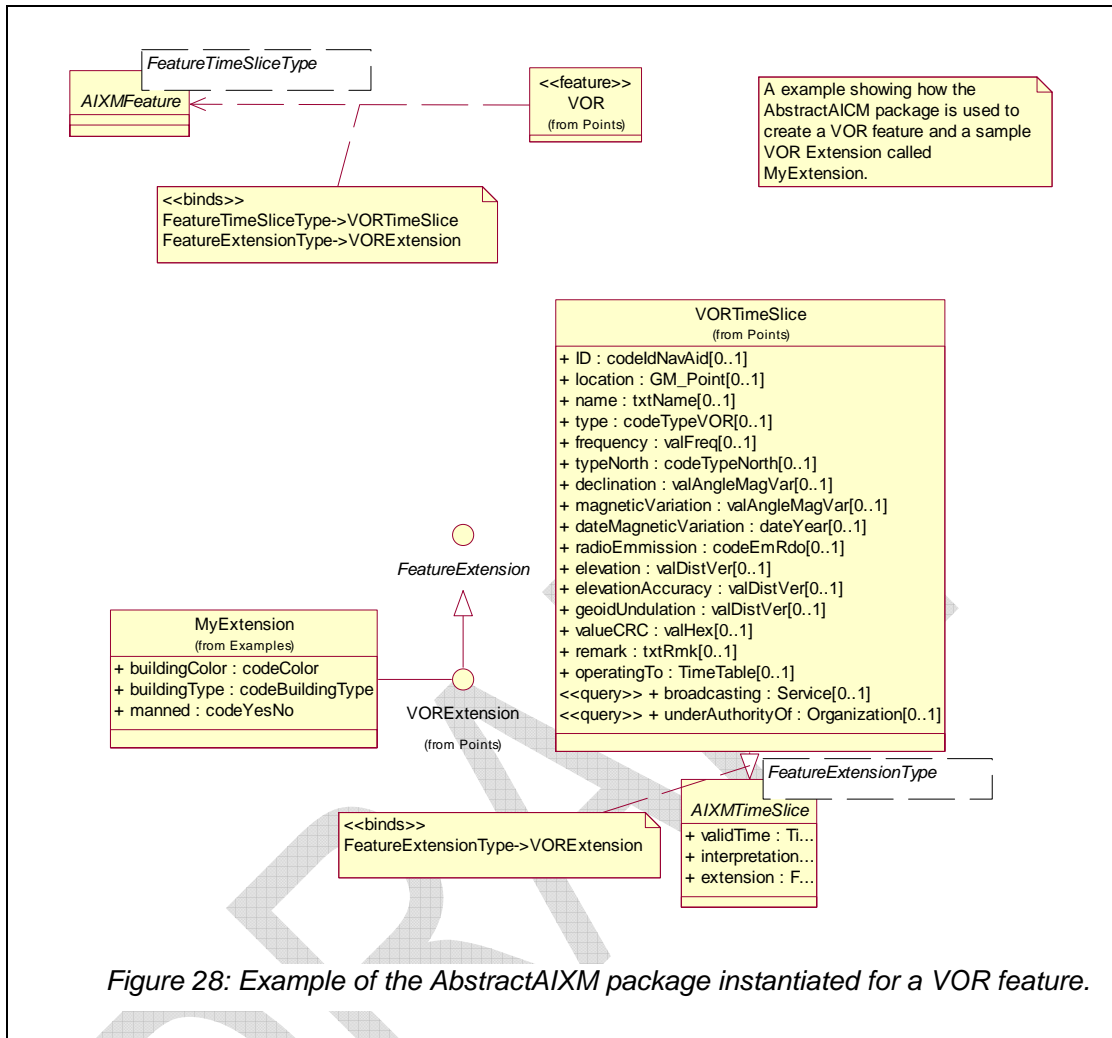 FeatureTimeSliceType
AIXMFeature
<<feature>>
VOR
(from Points)
A example showing how the
AbstractAICM package is used to
create a VOR feature and a sample
VOR Extension called
MyExtension.
<<binds>>
FeatureTimeSliceType->VORTimeSlice
FeatureExtensionType->VORExtension
VORTimeSlice
(from Points)
+ ID : codeIdNavAid[0..1]
+ location : GM_Point[0..1]
+ name : txtName[0..1]
+ type : codeTypeVOR[0..1]
+ frequency : valFreq[0..1]
+ typeNorth : codeTypeNorth[0..1]
+ declination : valAngleMagVar[0..1]
+ magneticVariation : valAngleMagVar[0..1]
+ dateMagneticVariation : dateYear[0..1]
+ radioEmmission : codeEmRdo[0..1]
+ elevation : valDistVer[0..1]
+ elevationAccuracy : valDistVer[0..1]
+ geoidUndulation : valDistVer[0..1]
+ valueCRC : valHex[0..1]
+ remark : txtRmk[0..1]
+ operatingTo : TimeTable[0..1]
<<query>> + broadcasting : Service[0..1]
<<query>> + underAuthorityOf : Organization[0..1]
FeatureExtension
MyExtension
(from Examples)
+ buildingColor : codeColor
+ buildingType : codeBuildingType
+ manned : codeYesNo
VORExtension
(from Points)
FeatureExtensionType
AIXMTimeSlice
+ validTime : Ti...
+ interpretation...
+ extension : F...
<<binds>>
FeatureExtensionType->VORExtension
Figure 28: Example of the AbstractAIXM package instantiated for a VOR feature.